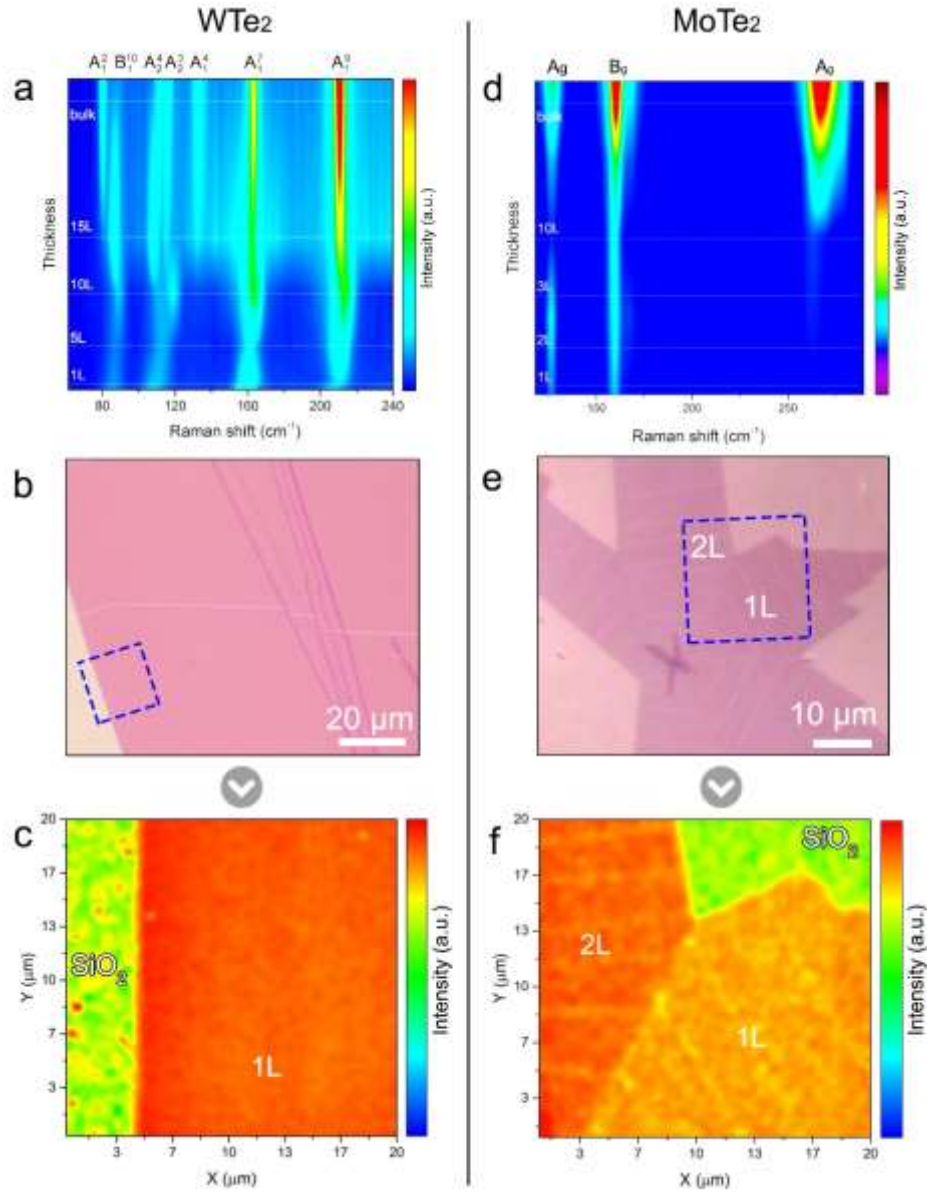 WTe2
MoTe2
a
A₁² B₁¹⁰ A₂⁴ A₂³ A₁⁴ A₁⁷ A₁⁹
bulk
15L
10L
5L
1L
Thickness
80 120 160 200 240
Raman shift (cm⁻¹)
Intensity (a.u.)
d
Ag Bg Ag
bulk
10L
3L
2L
1L
Thickness
150 200 250
Raman shift (cm⁻¹)
Intensity (a.u.)
b
20 µm
e
2L
1L
10 µm
c
20
17
13
10
7
3
Y (µm)
SiO₂
1L
3 7 10 13 17 20
X (µm)
Intensity (a.u.)
f
20
17
13
10
7
3
Y (µm)
SiO₂
2L
1L
3 7 10 13 17 20
X (µm)
Intensity (a.u.)